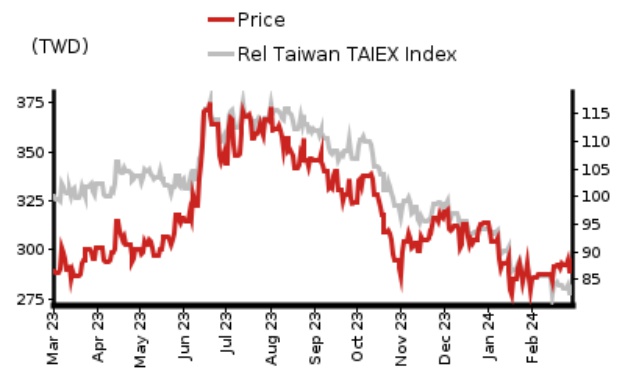 Price
(TWD)
Rel Taiwan TAIEX Index
375
350
325
300
275
115
110
105
100
95
90
85
Mar 23
Apr 23
May 23
Jun 23
Jul 23
Aug 23
Sep 23
Oct 23
Nov 23
Dec 23
Jan 24
Feb 24